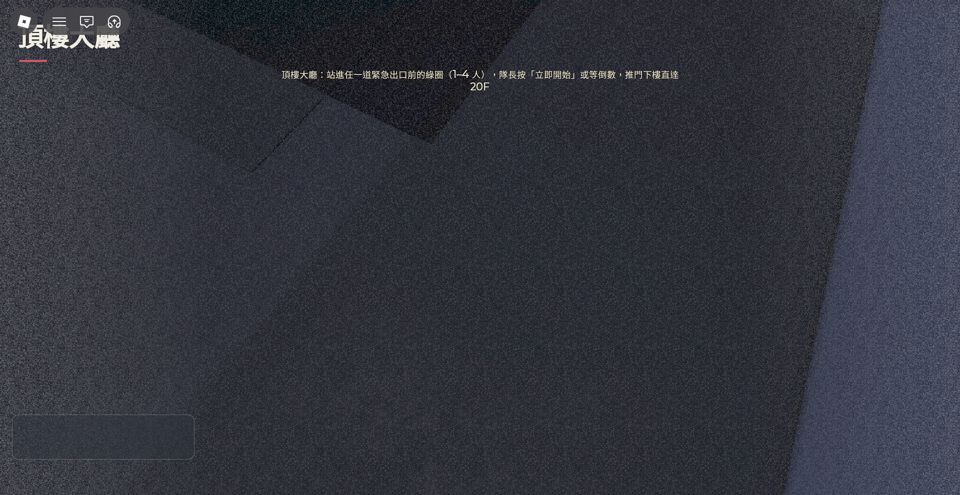 頂樓大廳
頂樓大廳：站進任一道緊急出口前的綠圈（1–4 人），隊長按「立即開始」或等倒數，推門下樓直達
20F